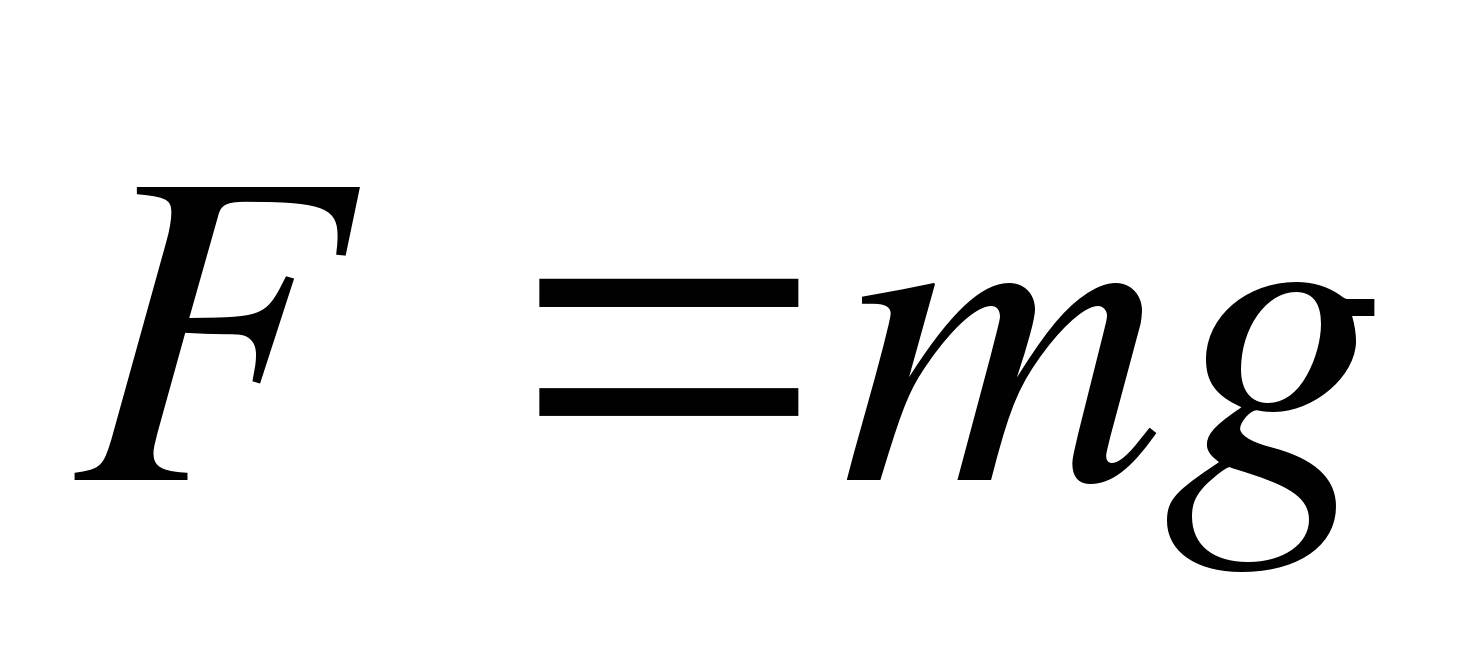 F = mg